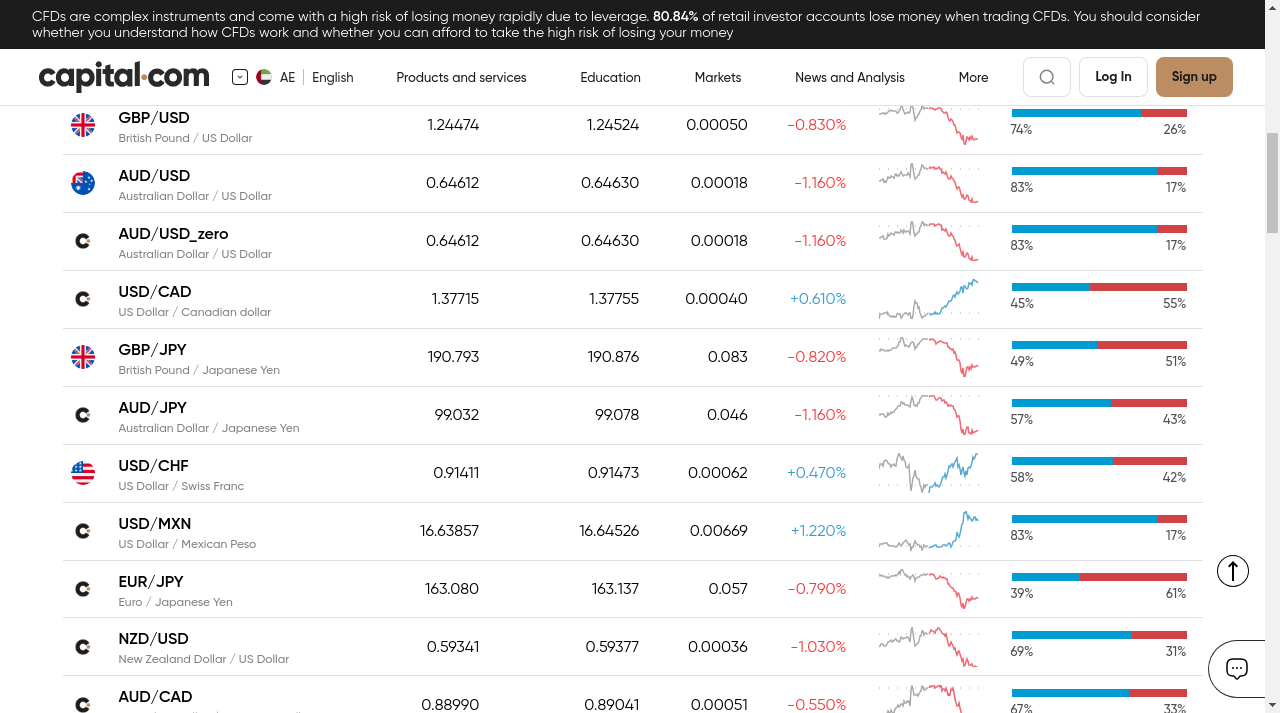 CFDs are complex instruments and come with a high risk of losing money rapidly due to leverage. 80.84% of retail investor accounts lose money when trading CFDs. You should consider
whether you understand how CFDs work and whether you can afford to take the high risk of losing your money
capital.com AE English Products and services Education Markets News and Analysis More Log In Sign up
GBP/USD 1.24474 1.24524 0.00050 -0.830%
British Pound / US Dollar 74% 26%
AUD/USD 0.64612 0.64630 0.00018 -1.160%
Australian Dollar / US Dollar 83% 17%
AUD/USD_zero 0.64612 0.64630 0.00018 -1.160%
Australian Dollar / US Dollar 83% 17%
USD/CAD 1.37715 1.37755 0.00040 +0.610%
US Dollar / Canadian dollar 45% 55%
GBP/JPY 190.793 190.876 0.083 -0.820%
British Pound / Japanese Yen 49% 51%
AUD/JPY 99.032 99.078 0.046 -1.160%
Australian Dollar / Japanese Yen 57% 43%
USD/CHF 0.91411 0.91473 0.00062 +0.470%
US Dollar / Swiss Franc 58% 42%
USD/MXN 16.63857 16.64526 0.00669 +1.220%
US Dollar / Mexican Peso 83% 17%
EUR/JPY 163.080 163.137 0.057 -0.790%
Euro / Japanese Yen 39% 61%
NZD/USD 0.59341 0.59377 0.00036 -1.030%
New Zealand Dollar / US Dollar 69% 31%
AUD/CAD 0.88990 0.89041 0.00051 -0.550%
67% 33%